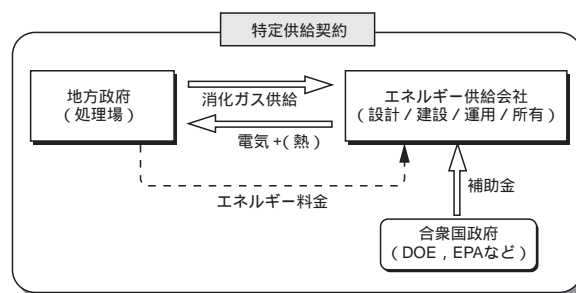 特定供給契約
地方政府
（処理場）
消化ガス供給
電気+（熱）
エネルギー供給会社
（設計/建設/運用/所有）
エネルギー料金
補助金
合衆国政府
（DOE，EPAなど）